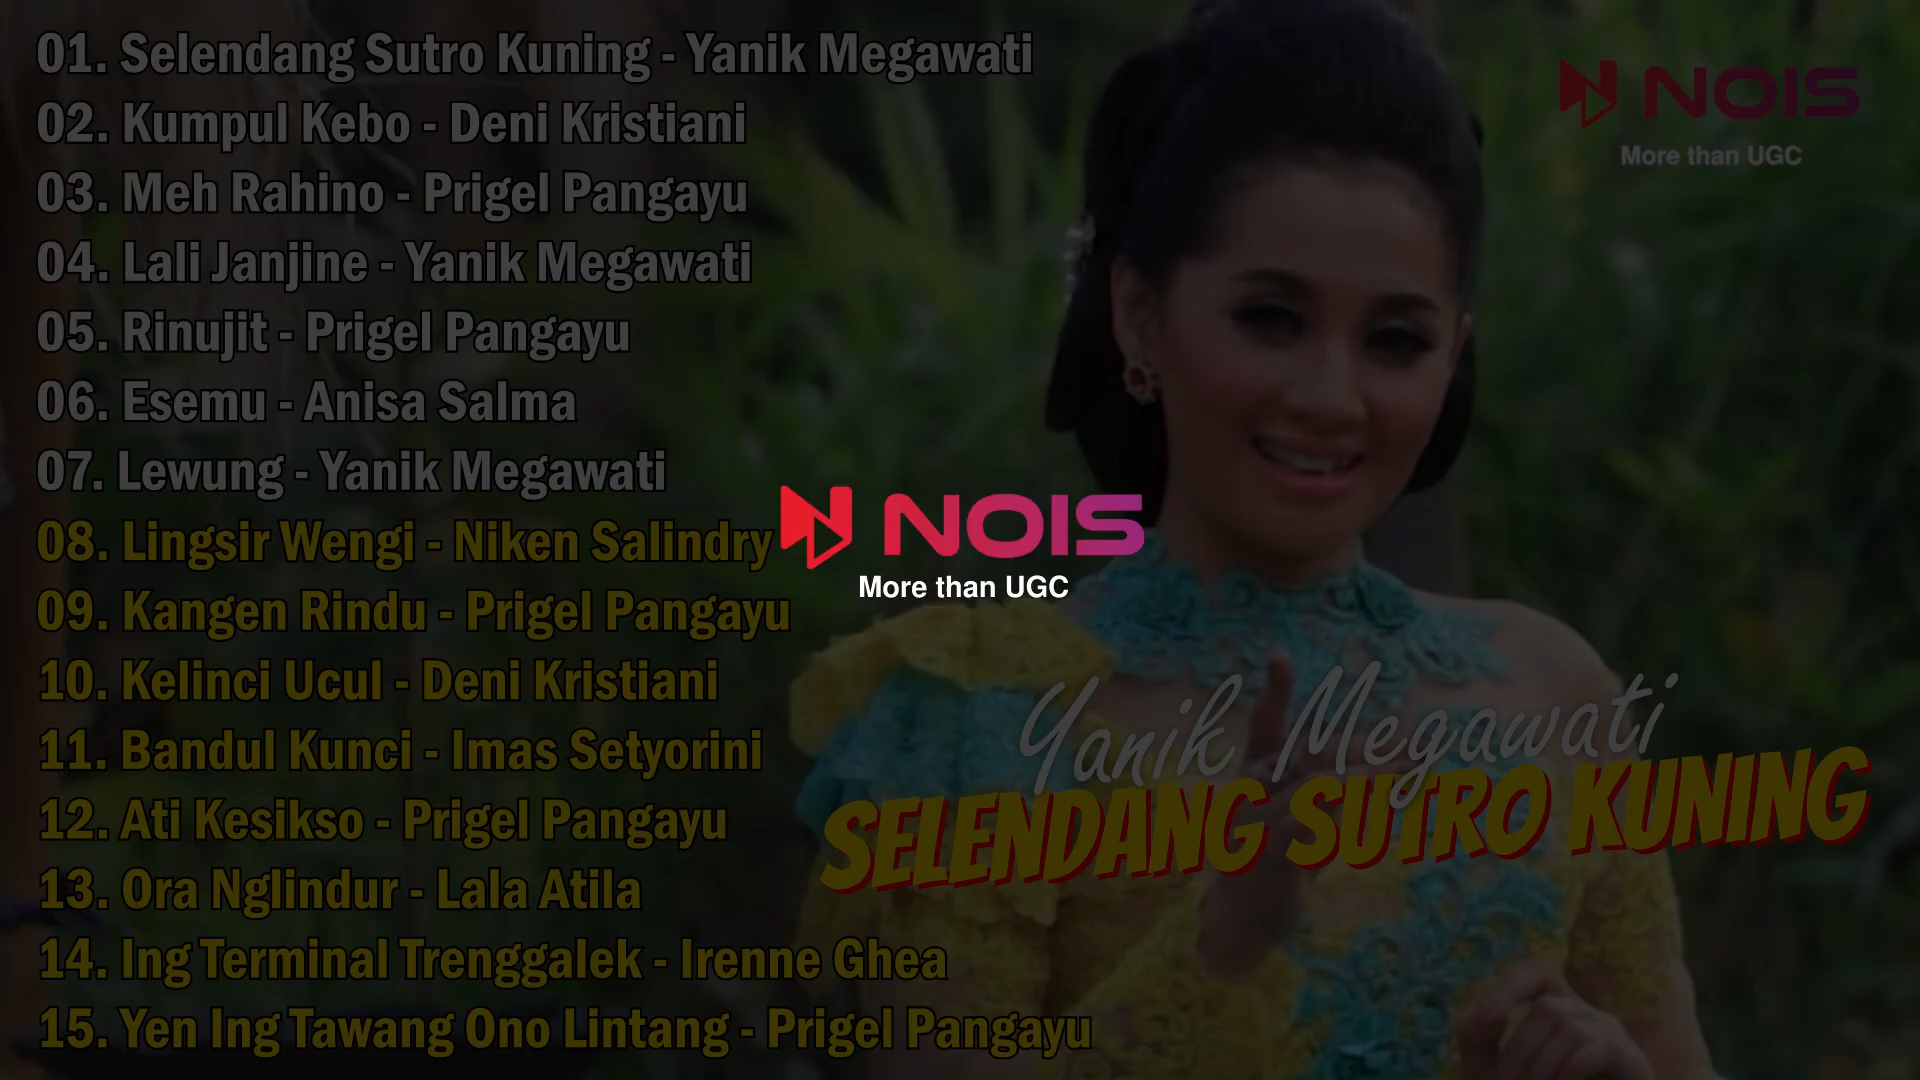 01. Selendang Sutro Kuning - Yanik Megawati
02. Kumpul Kebo - Deni Kristiani
03. Meh Rahino - Prigel Pangayu
04. Lali Janjine - Yanik Megawati
05. Rinujit - Prigel Pangayu
06. Esemu - Anisa Salma
07. Lewung - Yanik Megawati
08. Lingsir Wengi - Niken Salindry
09. Kangen Rindu - Prigel Pangayu
10. Kelinci Ucul - Deni Kristiani
11. Bandul Kunci - Imas Setyorini
12. Ati Kesikso - Prigel Pangayu
13. Ora Nglindur - Lala Atila
14. Ing Terminal Trenggalek - Irenne Ghea
15. Yen Ing Tawang Ono Lintang - Prigel Pangayu
NOIS
More than UGC
NOIS
More than UGC
Yanik Megawati
SELENDANG SUTRO KUNING